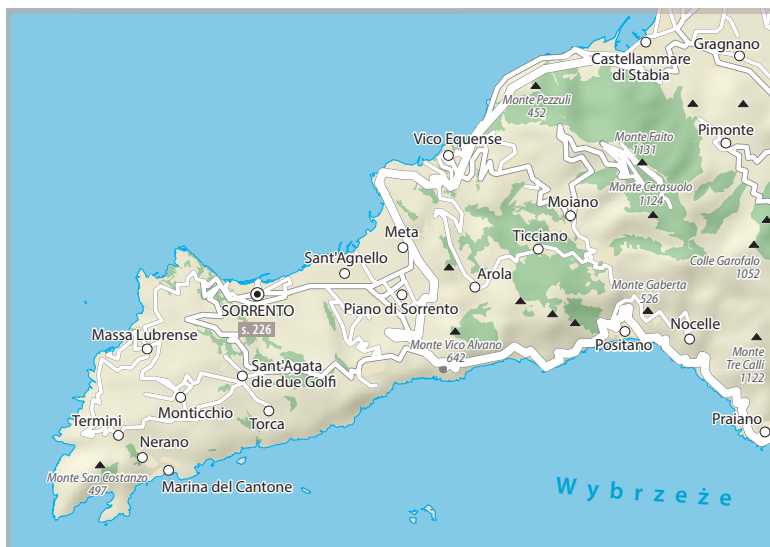 Gragnano
Castellammare
di Stabia
Monte Pezzuli
452
Pimonte
Vico Equense
Monte Faito
1131
Monte Cerasuolo
1124
Moiano
Meta
Ticciano
Sant'Agnello
Colle Garofalo
1052
Arola
Monte Gaberta
526
SORRENTO
Piano di Sorrento
s. 226
Massa Lubrense
Nocelle
Monte Vico Alvano
642
Positano
Monte
Tre Calli
1122
Sant'Agata
die due Golfi
Monticchio
Torca
Termini
Praiano
Nerano
Monte San Costanzo
497
Marina del Cantone
Wybrzeże